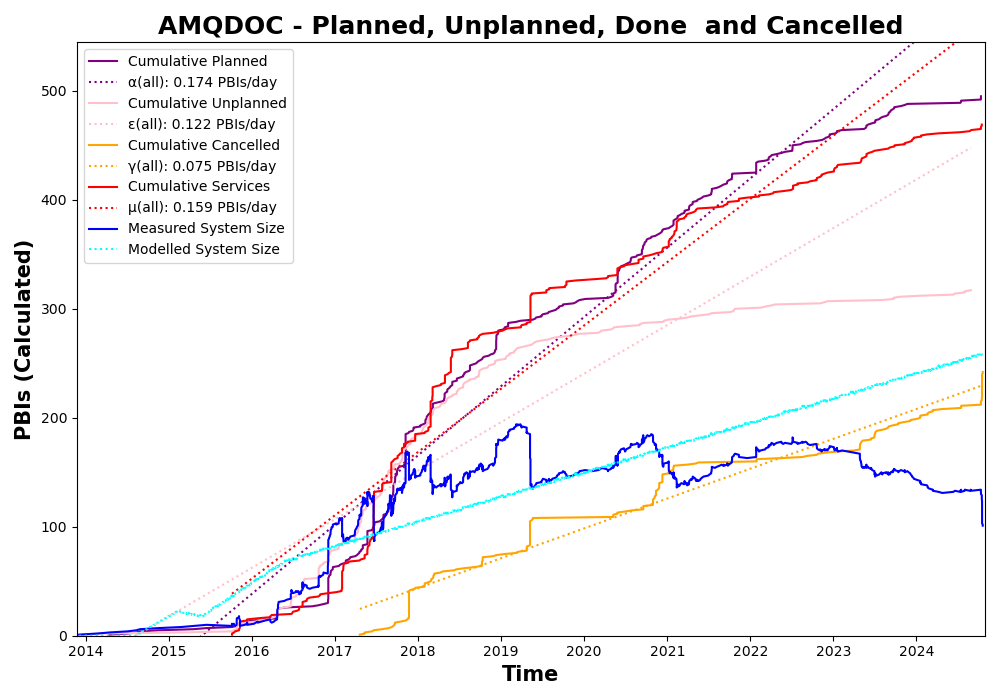 AMQDOC - Planned, Unplanned, Done  and Cancelled
Cumulative Planned
α(all): 0.174 PBIs/day
Cumulative Unplanned
ε(all): 0.122 PBIs/day
Cumulative Cancelled
γ(all): 0.075 PBIs/day
Cumulative Services
μ(all): 0.159 PBIs/day
Measured System Size
Modelled System Size
PBIs (Calculated)
500
400
300
200
100
0
2014 2015 2016 2017 2018 2019 2020 2021 2022 2023 2024
Time